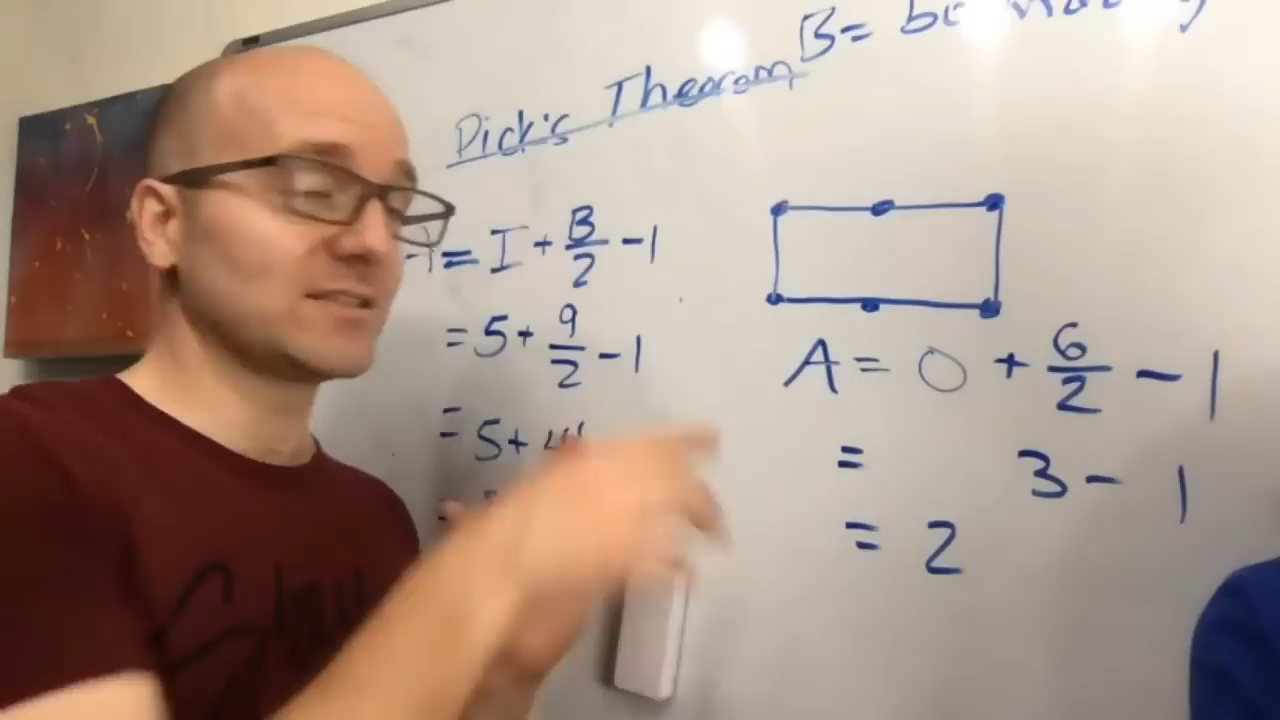 B =
Pick's Theorem
= I + B/2 - 1
= 5 + 9/2 - 1
= 5 +
=
A = 0 + 6/2 - 1
= 3 - 1
= 2